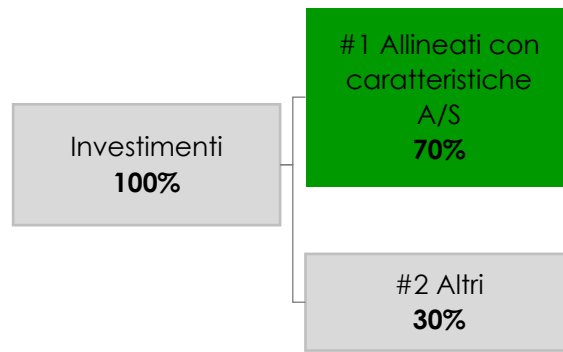 #1 Allineati con
caratteristiche
A/S
70%
Investimenti
100%
#2 Altri
30%